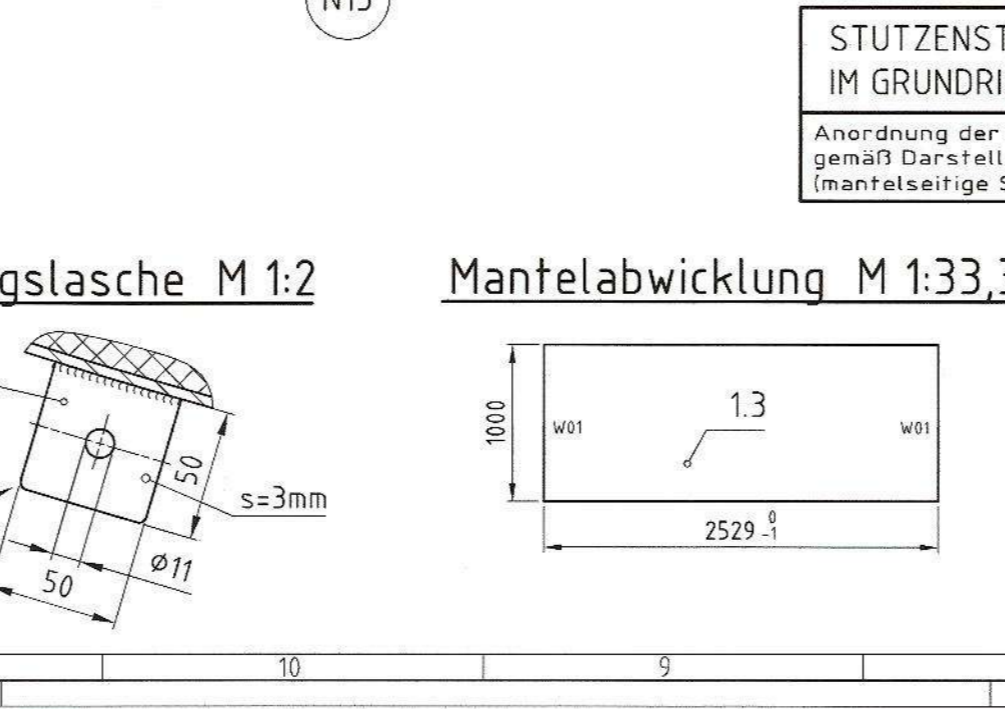 N15
STUTZENST
IM GRUNDRI
Anordnung der
gemäß Darstell
(mantelseitige S
gslasche M 1:2
Mantelabwicklung M 1:33,3
50
s=3mm
Ø11
50
1000
W01
1.3
W01
2529 0 -1
10
9